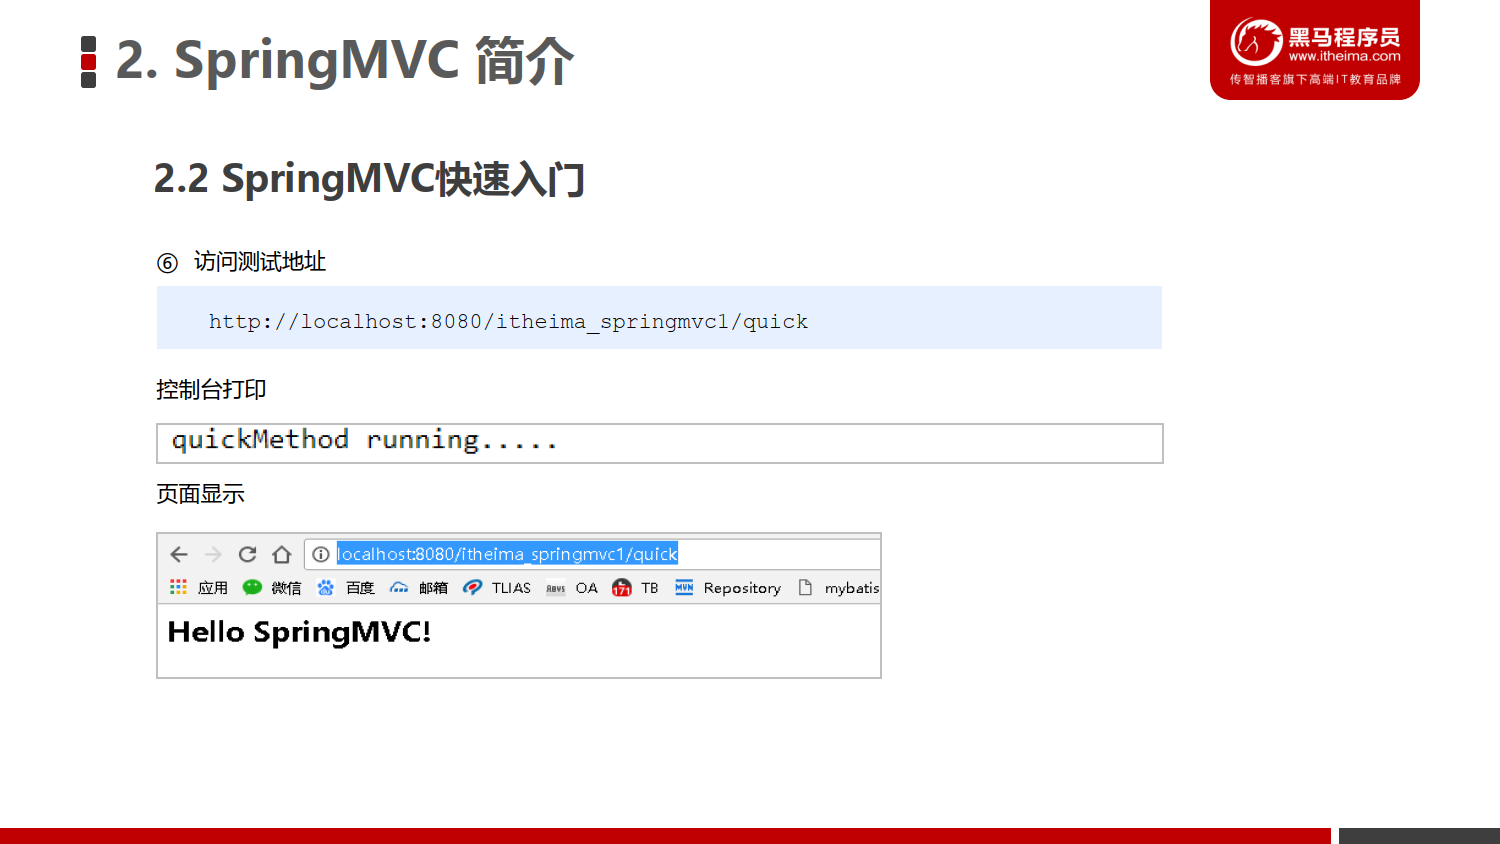 2. SpringMVC 简介
黑马程序员
www.itheima.com
传智播客旗下高端IT教育品牌
2.2 SpringMVC快速入门
⑥ 访问测试地址
http://localhost:8080/itheima_springmvc1/quick
控制台打印
quickMethod running.....
页面显示
localhost:8080/itheima_springmvc1/quick
应用 微信 百度 邮箱 TLIAS OA 171 TB MVN Repository mybatis
Hello SpringMVC!